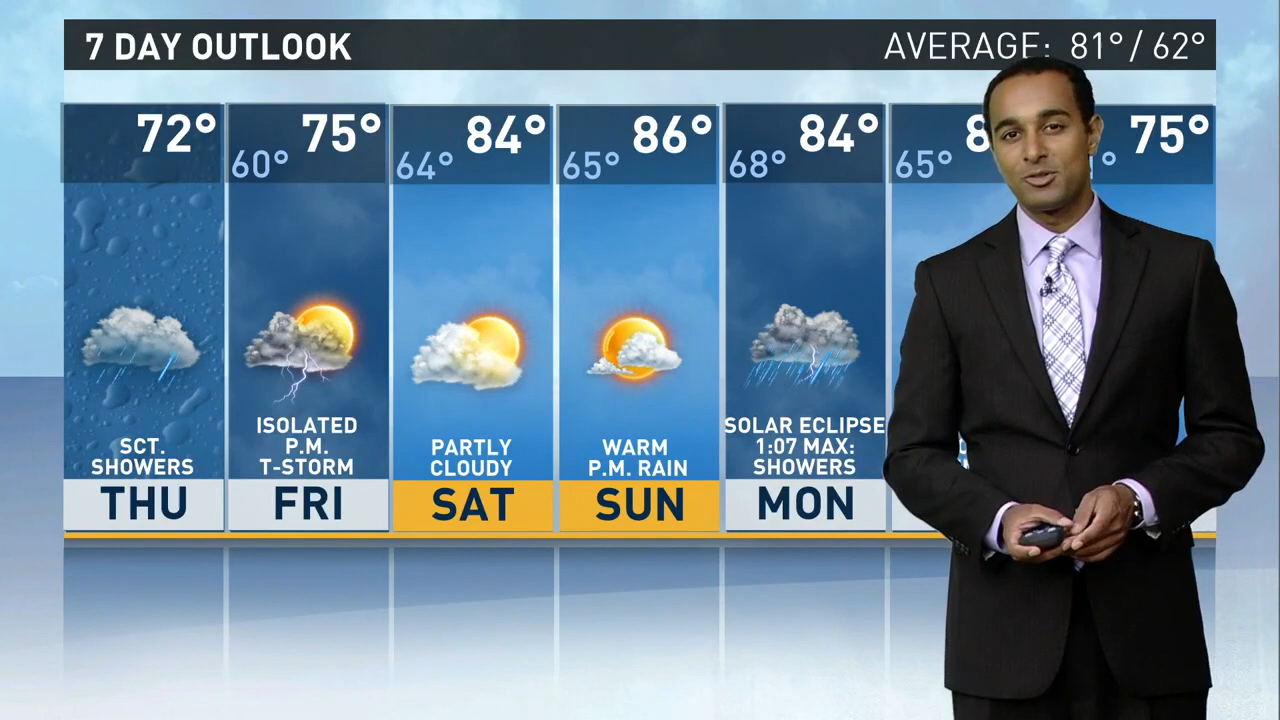 7 DAY OUTLOOK
AVERAGE: 81°/ 62°
72°
60° 75°
64° 84°
65° 86°
68° 84°
65°
75°
SCT.
SHOWERS
ISOLATED
P.M.
T-STORM
PARTLY
CLOUDY
WARM
P.M. RAIN
SOLAR ECLIPSE
1:07 MAX:
SHOWERS
THU
FRI
SAT
SUN
MON